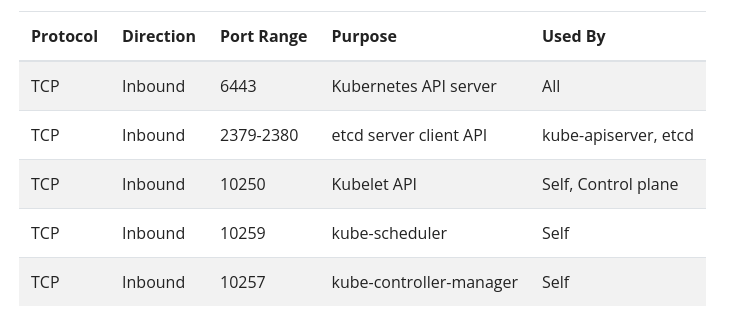 Protocol Direction Port Range Purpose Used By
TCP Inbound 6443 Kubernetes API server All
TCP Inbound 2379-2380 etcd server client API kube-apiserver, etcd
TCP Inbound 10250 Kubelet API Self, Control plane
TCP Inbound 10259 kube-scheduler Self
TCP Inbound 10257 kube-controller-manager Self